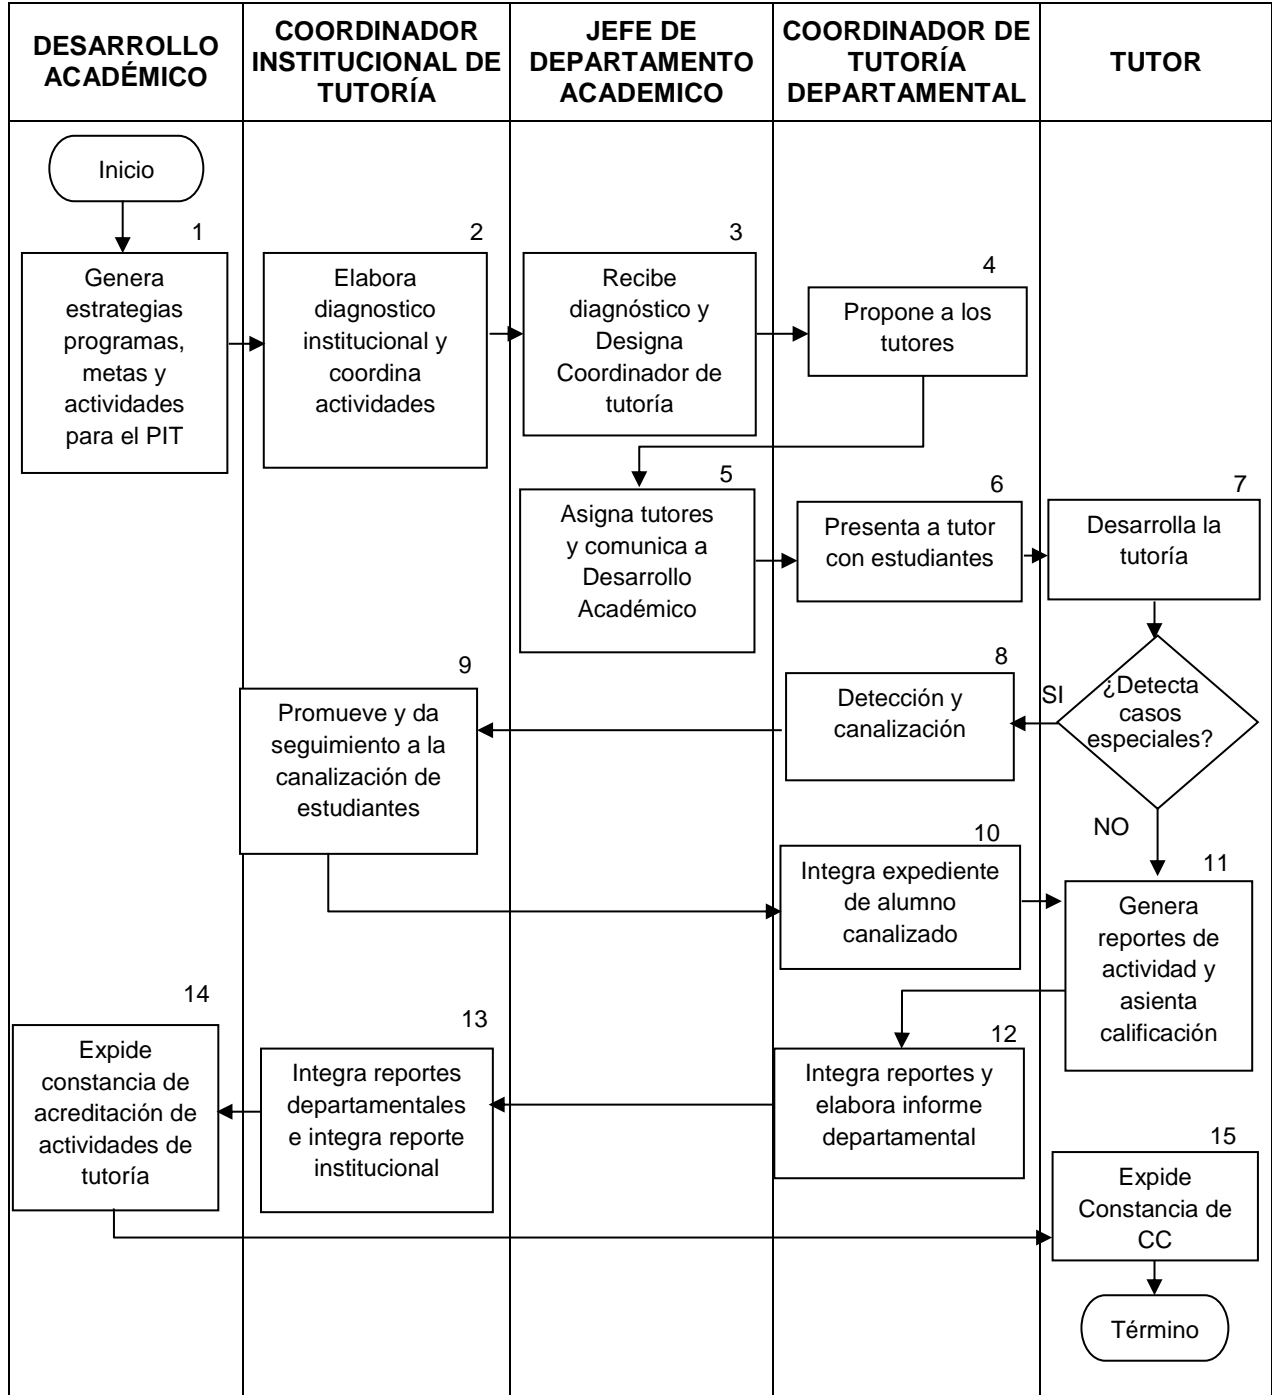 DESARROLLO
ACADÉMICO
COORDINADOR
INSTITUCIONAL DE
TUTORÍA
JEFE DE
DEPARTAMENTO
ACADEMICO
COORDINADOR DE
TUTORÍA
DEPARTAMENTAL
TUTOR
Inicio
1
Genera
estrategias
programas,
metas y
actividades
para el PIT
2
Elabora
diagnostico
institucional y
coordina
actividades
3
Recibe
diagnóstico y
Designa
Coordinador de
tutoría
4
Propone a los
tutores
5
Asigna tutores
y comunica a
Desarrollo
Académico
6
Presenta a tutor
con estudiantes
7
Desarrolla la
tutoría
¿Detecta
casos
especiales?
SI
NO
8
Detección y
canalización
9
Promueve y da
seguimiento a la
canalización de
estudiantes
10
Integra expediente
de alumno
canalizado
11
Genera
reportes de
actividad y
asienta
calificación
12
Integra reportes y
elabora informe
departamental
13
Integra reportes
departamentales
e integra reporte
institucional
14
Expide
constancia de
acreditación de
actividades de
tutoría
15
Expide
Constancia de
CC
Término